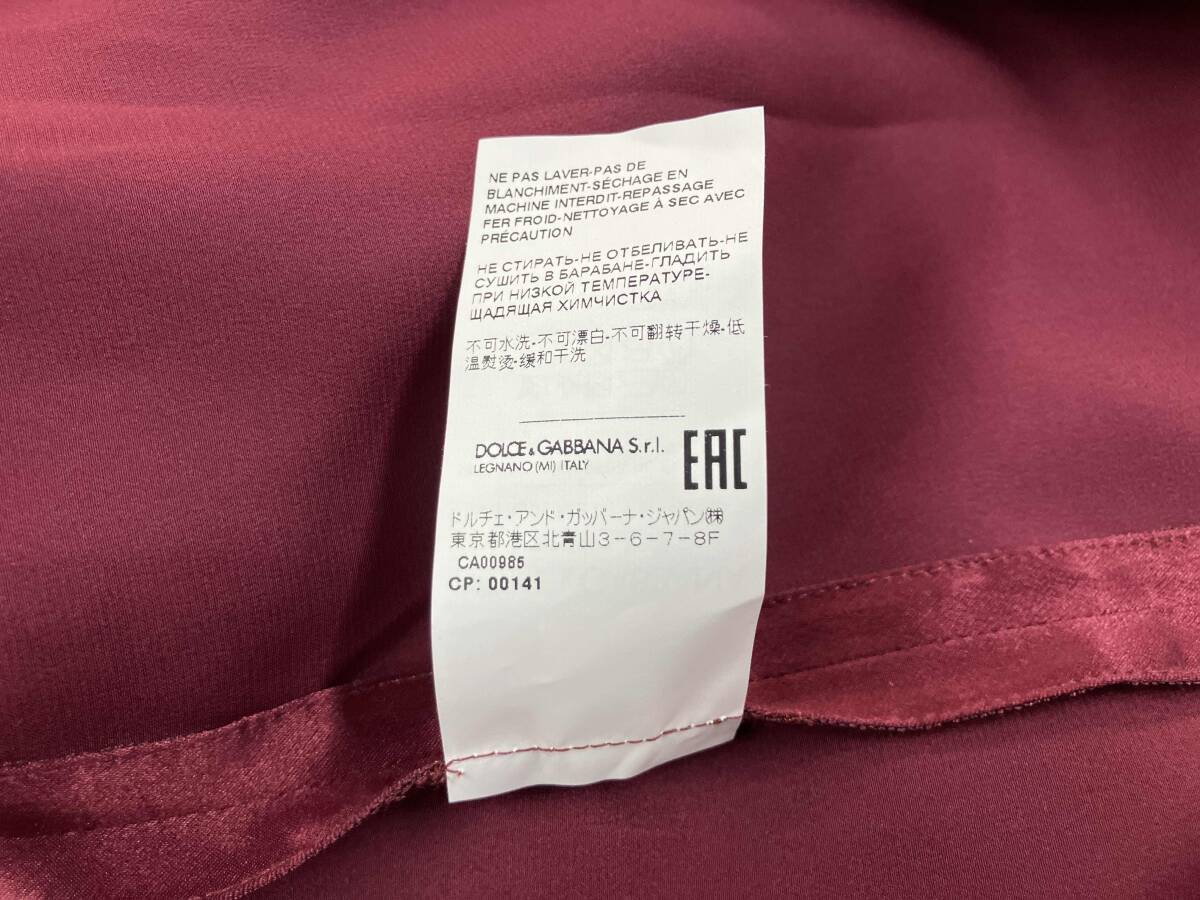 NE PAS LAVER-PAS DE
BLANCHIMENT-SÉCHAGE EN
MACHINE INTERDIT-REPASSAGE
FER FROID-NETTOYAGE À SEC AVEC
PRÉCAUTION
НЕ СТИРАТЬ-НЕ ОТБЕЛИВАТЬ-НЕ
СУШИТЬ В БАРАБАНЕ-ГЛАДИТЬ
ПРИ НИЗКОЙ ТЕМПЕРАТУРЕ-
ЩАДЯЩАЯ ХИМЧИСТКА
不可水洗-不可漂白-不可翻转干燥-低
温熨烫-缓和干洗
DOLCE & GABBANA S.r.l.
LEGNANO (MI) ITALY
EAC
ドルチェ・アンド・ガッバーナ・ジャパン㈱
東京都港区北青山3-6-7-8F
CA00985
CP: 00141